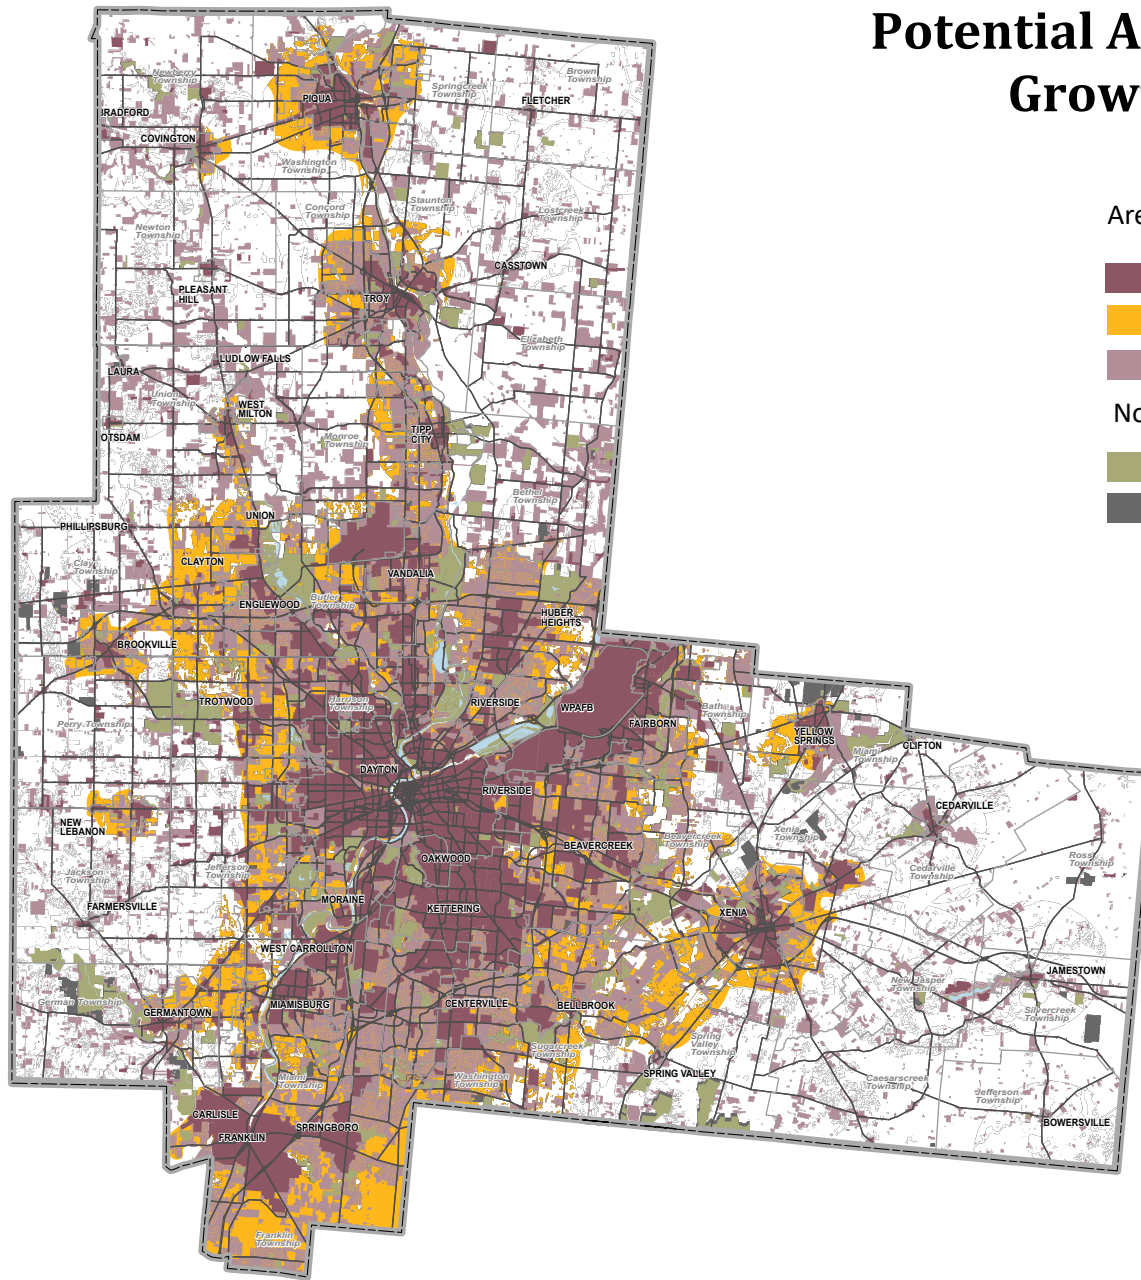 Potential A
Grow
Are
No
Newberry
Township
Brown
Township
Springcreek
Township
PIQUA
FLETCHER
BRADFORD
COVINGTON
Washington
Township
Concord
Township
Staunton
Township
Lostcreek
Township
Newton
Township
CASSTOWN
PLEASANT
HILL
TROY
Elizabeth
Township
LUDLOW FALLS
LAURA
Union
Township
WEST
MILTON
OTSDAM
Monroe
Township
TIPP
CITY
Bethel
Township
UNION
PHILLIPSBURG
Clay
Township
CLAYTON
VANDALIA
Butler
Township
ENGLEWOOD
HUBER
HEIGHTS
BROOKVILLE
TROTWOOD
Harrison
Township
RIVERSIDE
WPAFB
FAIRBORN
Bath
Township
Perry Township
YELLOW
SPRINGS
Miami
Township
CLIFTON
DAYTON
RIVERSIDE
CEDARVILLE
NEW
LEBANON
Xenia
Township
Beavercreek
Township
BEAVERCREEK
OAKWOOD
Ross
Township
Jackson
Township
Jefferson
Township
Cedarville
Township
MORAINE
FARMERSVILLE
KETTERING
XENIA
WEST CARROLLTON
JAMESTOWN
New Jasper
Township
German Township
GERMANTOWN
MIAMISBURG
CENTERVILLE
BELLBROOK
Silvercreek
Township
Sugarcreek
Township
Spring
Valley
Township
SPRING VALLEY
Miami
Township
Washington
Township
Caesarscreek
Township
Jefferson
Township
CARLISLE
FRANKLIN
SPRINGBORO
BOWERSVILLE
Franklin
Township